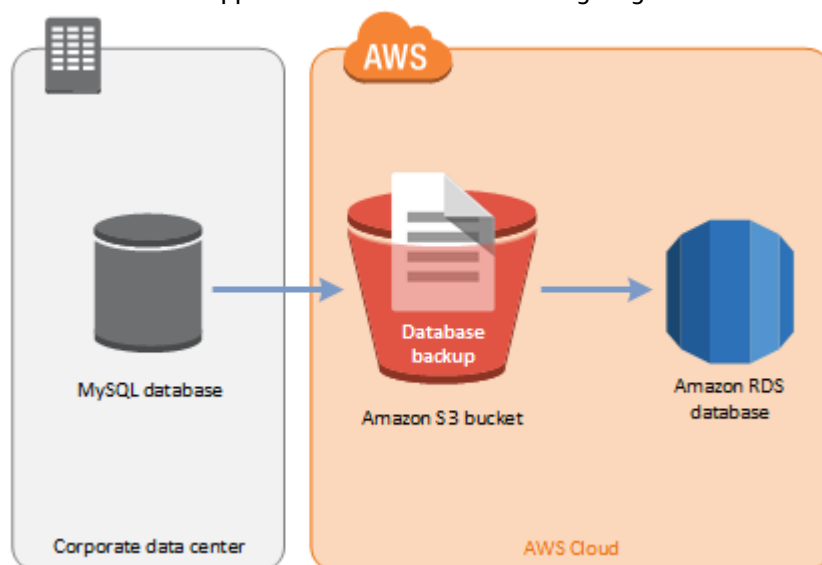 AWS
Database
backup
MySQL database
Amazon S3 bucket
Amazon RDS
database
Corporate data center
AWS Cloud